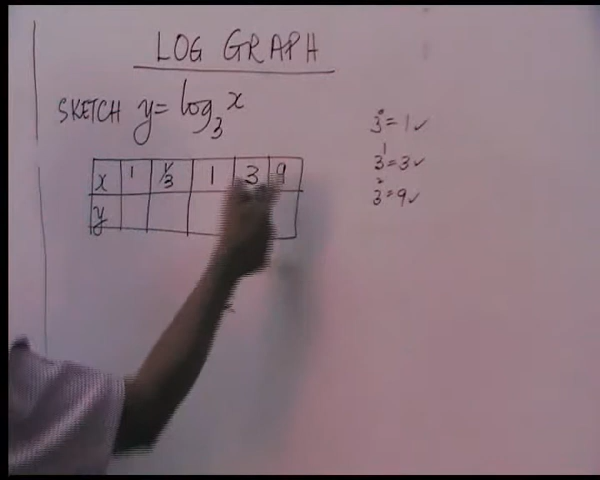 LOG GRAPH
SKETCH y = log₃ x
x 1 1/3 1 3 9
y
3⁰ = 1 ✓
3¹ = 3 ✓
3² = 9 ✓